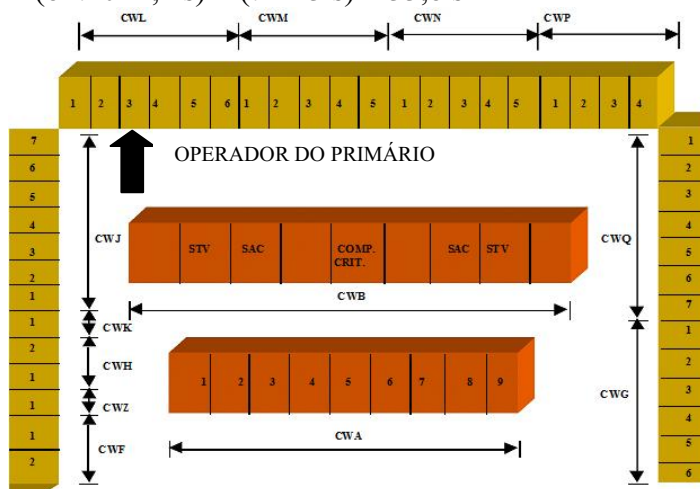 CWL CWM CWN CWP
1 2 3 4 5 6 1 2 3 4 5 1 2 3 4 5 1 2 3 4
OPERADOR DO PRIMÁRIO
7
6
5
4
3
2
1
1
2
1
1
1
2
CWJ
CWK
CWH
CWZ
CWF
STV SAC COMP. SAC STV
CRIT.
CWB
1 2 3 4 5 6 7 8 9
CWA
CWQ
CWG
1
2
3
4
5
6
7
1
2
3
4
5
6